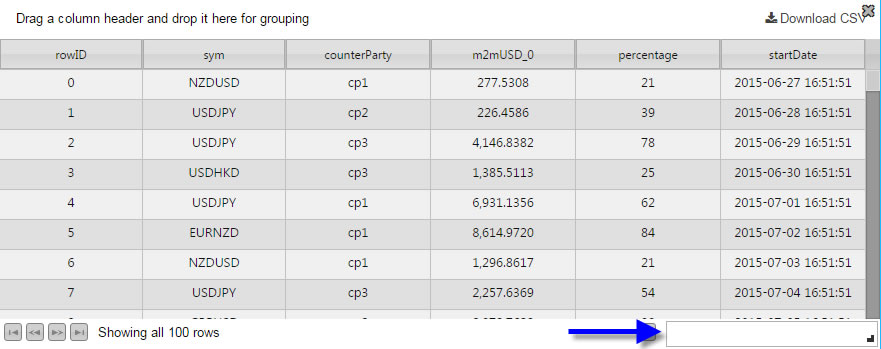 Drag a column header and drop it here for grouping Download CSV
rowID sym counterParty m2mUSD_0 percentage startDate
0 NZDUSD cp1 277.5308 21 2015-06-27 16:51:51
1 USDJPY cp2 226.4586 39 2015-06-28 16:51:51
2 USDJPY cp3 4,146.8382 78 2015-06-29 16:51:51
3 USDHKD cp3 1,385.5113 25 2015-06-30 16:51:51
4 USDJPY cp1 6,931.1356 62 2015-07-01 16:51:51
5 EURNZD cp1 8,614.9720 84 2015-07-02 16:51:51
6 NZDUSD cp1 1,296.8617 21 2015-07-03 16:51:51
7 USDJPY cp3 2,257.6369 54 2015-07-04 16:51:51
Showing all 100 rows